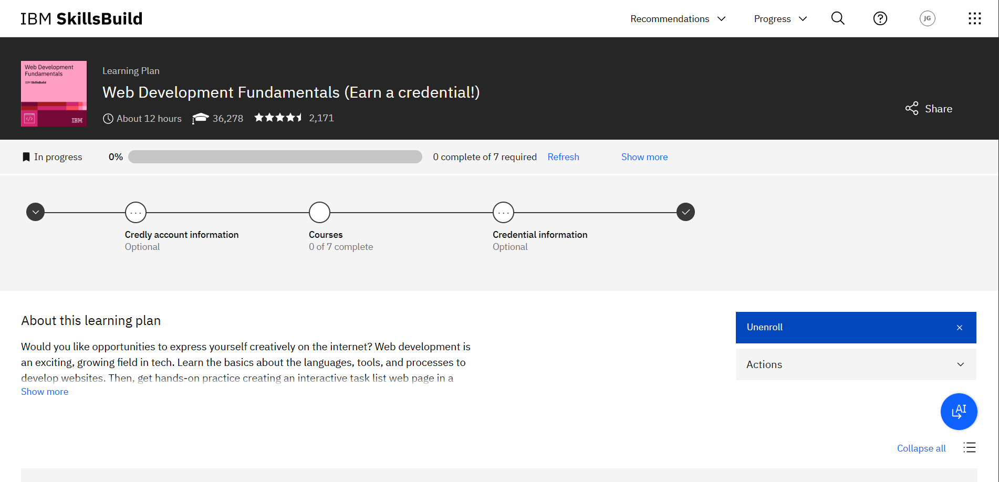 IBM SkillsBuild
Recommendations
Progress
JG
Web Development
Fundamentals
IBM SkillsBuild
</>
IBM
Learning Plan
Web Development Fundamentals (Earn a credential!)
About 12 hours
36,278
2,171
Share
In progress
0%
0 complete of 7 required
Refresh
Show more
Credly account information
Optional
Courses
0 of 7 complete
Credential information
Optional
About this learning plan
Would you like opportunities to express yourself creatively on the internet? Web development is
an exciting, growing field in tech. Learn the basics about the languages, tools, and processes to
develop websites. Then, get hands-on practice creating an interactive task list web page in a
Show more
Unenroll
Actions
AI
Collapse all